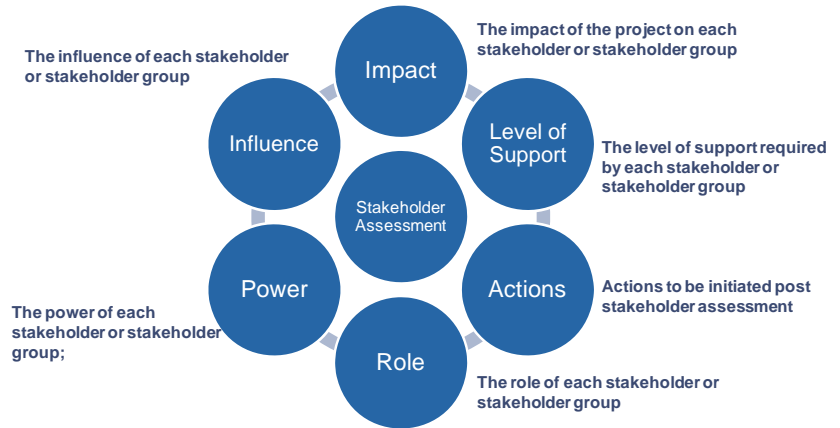 The impact of the project on each
stakeholder or stakeholder group
The influence of each stakeholder
or stakeholder group
Impact
Influence
Level of
Support
The level of support required
by each stakeholder or
stakeholder group
Stakeholder
Assessment
Power
Actions
Actions to be initiated post
stakeholder assessment
The power of each
stakeholder or stakeholder
group;
Role
The role of each stakeholder or
stakeholder group